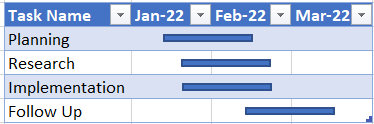 Task Name Jan-22 Feb-22 Mar-22
Planning
Research
Implementation
Follow Up